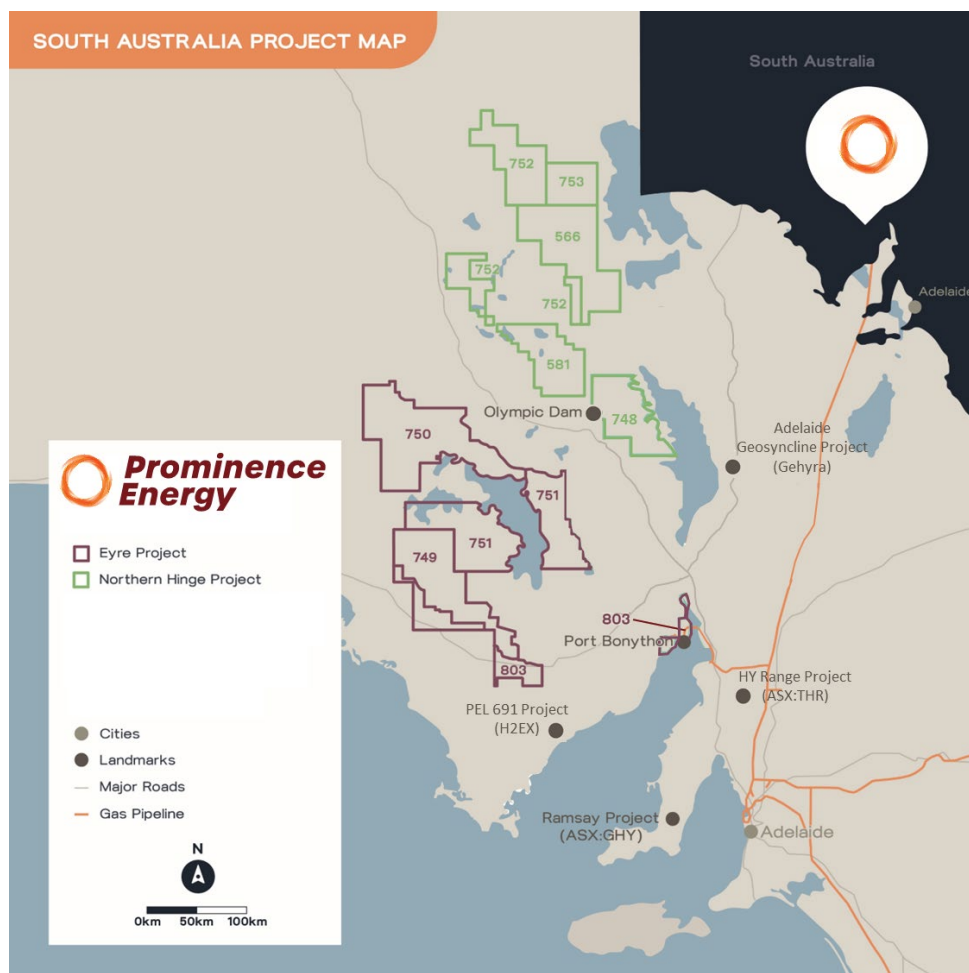 SOUTH AUSTRALIA PROJECT MAP
South Australia
Adelaide
752
753
566
752
752
581
Olympic Dam
748
Adelaide
Geosyncline Project
(Gehyra)
750
751
751
749
803
Port Bonython
803
HY Range Project
(ASX:THR)
PEL 691 Project
(H2EX)
Ramsay Project
(ASX:GHY)
Adelaide
Prominence
Energy
Eyre Project
Northern Hinge Project
Cities
Landmarks
Major Roads
Gas Pipeline
N
0km 50km 100km